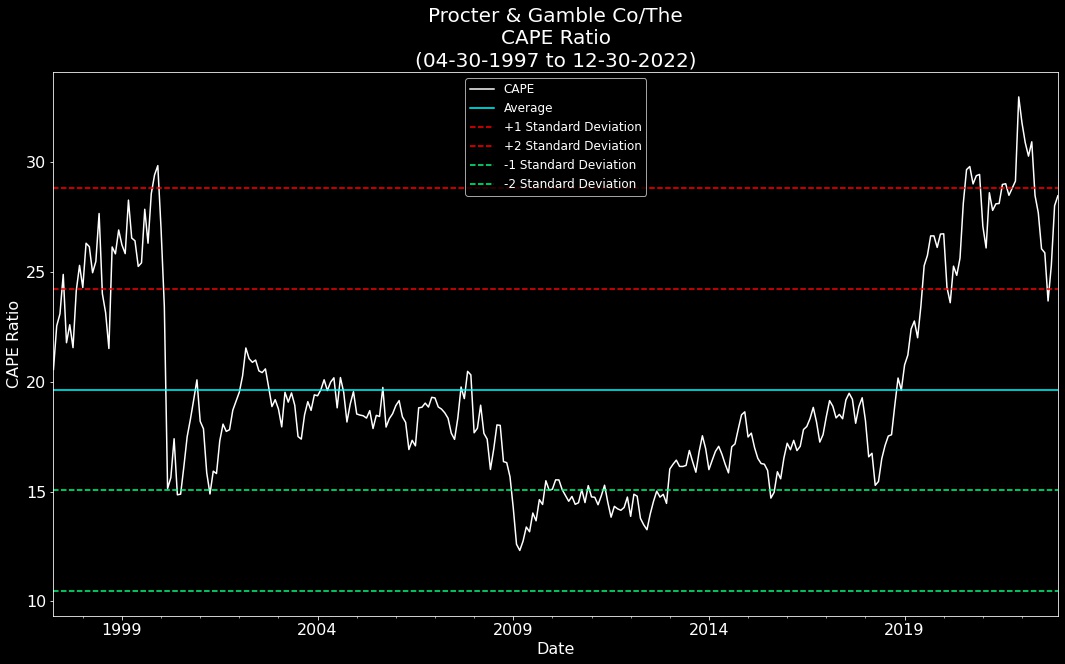 Procter & Gamble Co/The
CAPE Ratio
(04-30-1997 to 12-30-2022)
CAPE
Average
+1 Standard Deviation
+2 Standard Deviation
-1 Standard Deviation
-2 Standard Deviation
CAPE Ratio
30
25
20
15
10
1999 2004 2009 2014 2019
Date